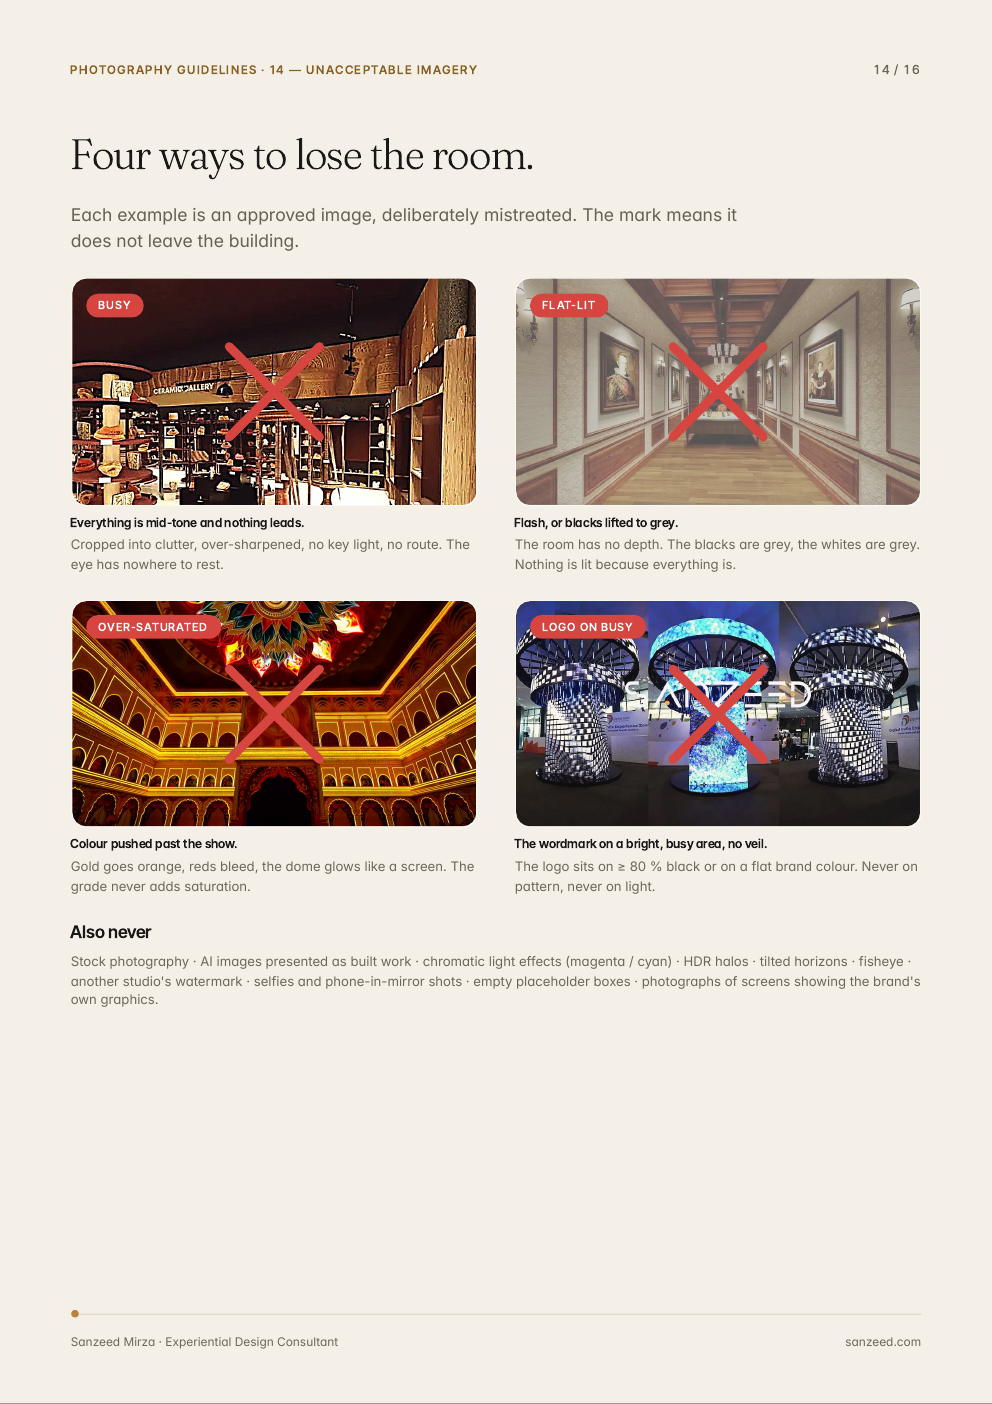 PHOTOGRAPHY GUIDELINES · 14 — UNACCEPTABLE IMAGERY
14 / 16
Four ways to lose the room.
Each example is an approved image, deliberately mistreated. The mark means it
does not leave the building.
BUSY
CERAMIC GALLERY
FLAT-LIT
Everything is mid-tone and nothing leads.
Cropped into clutter, over-sharpened, no key light, no route. The
eye has nowhere to rest.
Flash, or blacks lifted to grey.
The room has no depth. The blacks are grey, the whites are grey.
Nothing is lit because everything is.
OVER-SATURATED
LOGO ON BUSY
SANZEED
Colour pushed past the show.
Gold goes orange, reds bleed, the dome glows like a screen. The
grade never adds saturation.
The wordmark on a bright, busy area, no veil.
The logo sits on ≥ 80 % black or on a flat brand colour. Never on
pattern, never on light.
Also never
Stock photography · AI images presented as built work · chromatic light effects (magenta / cyan) · HDR halos · tilted horizons · fisheye ·
another studio's watermark · selfies and phone-in-mirror shots · empty placeholder boxes · photographs of screens showing the brand's
own graphics.
Sanzeed Mirza · Experiential Design Consultant
sanzeed.com